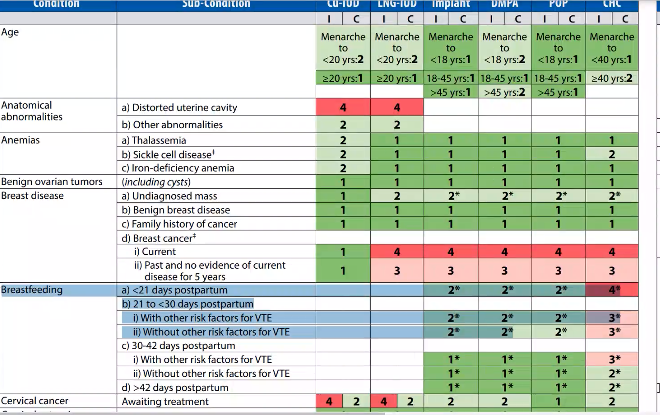 Condition Sub-Condition Cu-IUD LNG-IUD Implant DMPA POP CHC
I C I C I C I C I C I C
Age Menarche to <20 yrs:2 Menarche to <20 yrs:2 Menarche to <18 yrs:1 Menarche to <18 yrs:2 Menarche to <18 yrs:1 Menarche to <40 yrs:1
≥20 yrs:1 ≥20 yrs:1 18-45 yrs:1 18-45 yrs:1 18-45 yrs:1 ≥40 yrs:2
>45 yrs:1 >45 yrs:2 >45 yrs:1
Anatomical abnormalities a) Distorted uterine cavity 4 4
b) Other abnormalities 2 2
Anemias a) Thalassemia 2 1 1 1 1 1
b) Sickle cell disease‡ 2 1 1 1 1 2
c) Iron-deficiency anemia 2 1 1 1 1 1
Benign ovarian tumors (including cysts) 1 1 1 1 1 1
Breast disease a) Undiagnosed mass 1 2 2* 2* 2* 2*
b) Benign breast disease 1 1 1 1 1 1
c) Family history of cancer 1 1 1 1 1 1
d) Breast cancer‡
i) Current 1 4 4 4 4 4
ii) Past and no evidence of current disease for 5 years 1 3 3 3 3 3
Breastfeeding a) <21 days postpartum 2* 2* 2* 4*
b) 21 to <30 days postpartum
i) With other risk factors for VTE 2* 2* 2* 3*
ii) Without other risk factors for VTE 2* 2* 2* 3*
c) 30-42 days postpartum
i) With other risk factors for VTE 1* 1* 1* 3*
ii) Without other risk factors for VTE 1* 1* 1* 2*
d) >42 days postpartum 1* 1* 1* 2*
Cervical cancer Awaiting treatment 4 2 4 2 2 2 1 2